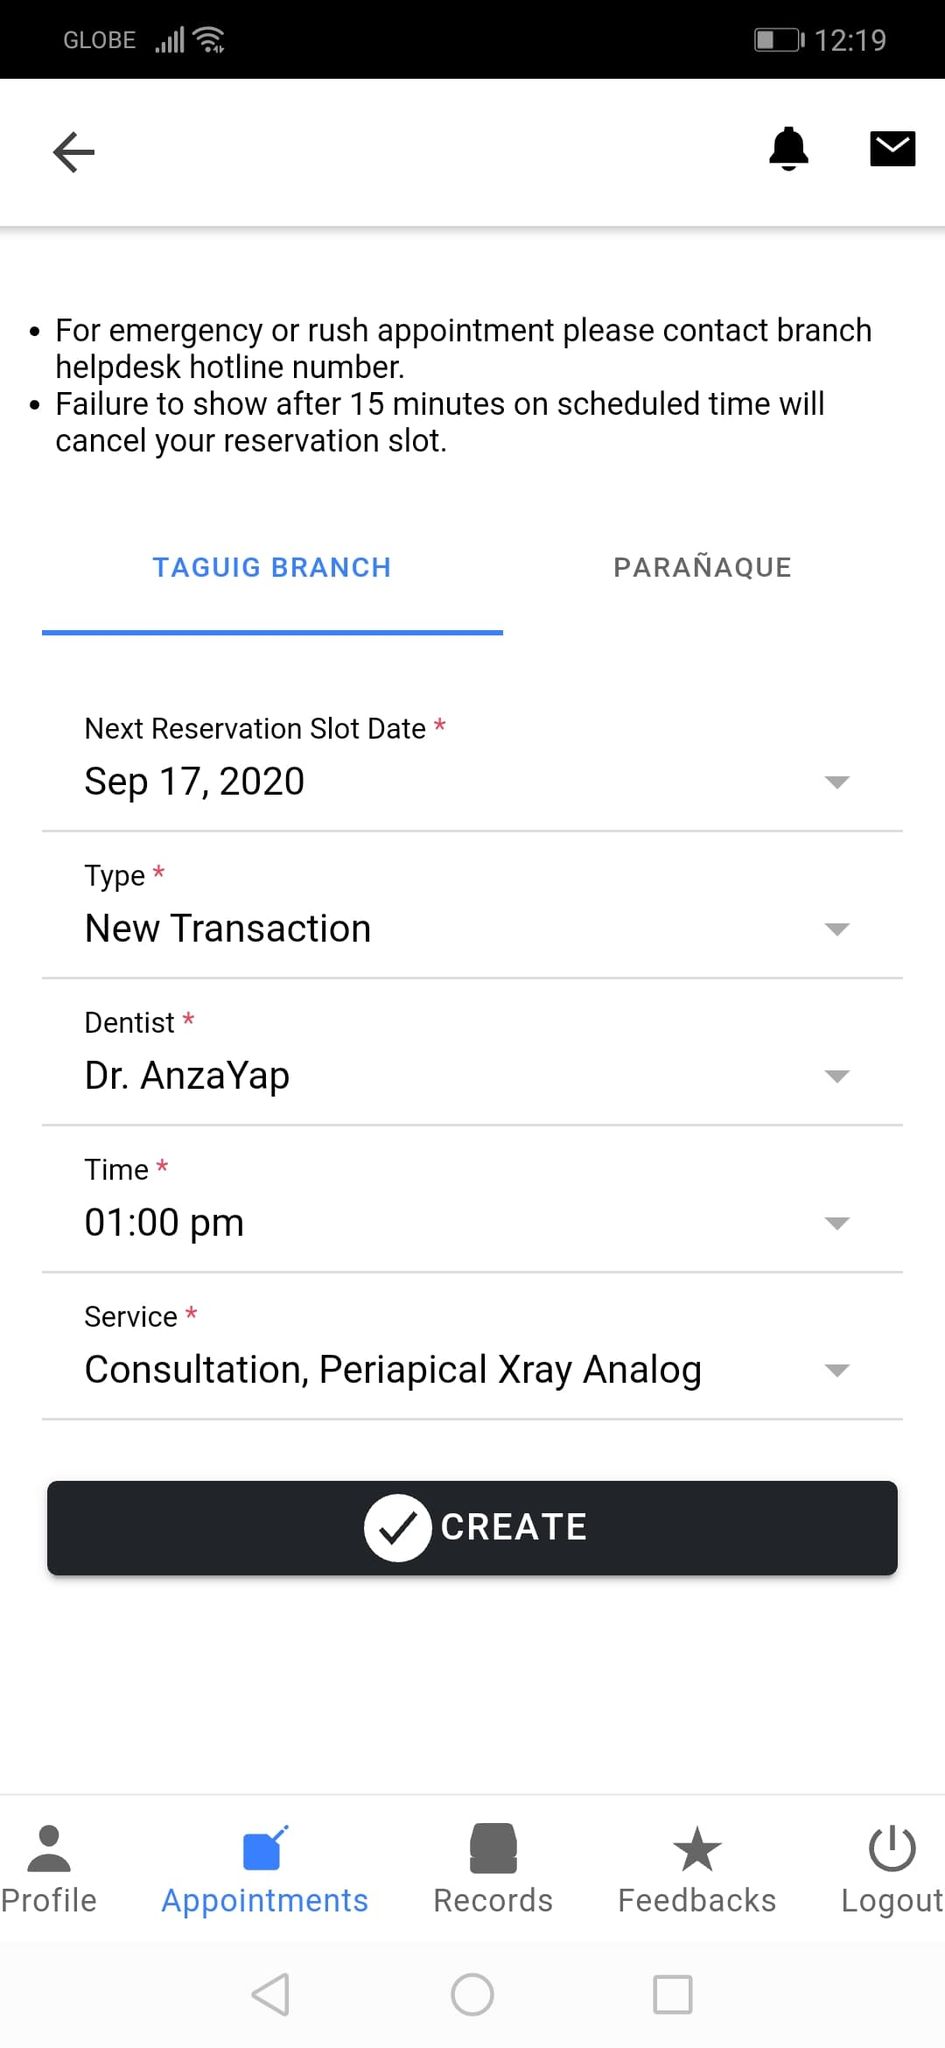 GLOBE 12:19
• For emergency or rush appointment please contact branch
helpdesk hotline number.
• Failure to show after 15 minutes on scheduled time will
cancel your reservation slot.
TAGUIG BRANCH PARAÑAQUE
Next Reservation Slot Date *
Sep 17, 2020
Type *
New Transaction
Dentist *
Dr. AnzaYap
Time *
01:00 pm
Service *
Consultation, Periapical Xray Analog
CREATE
Profile Appointments Records Feedbacks Logout